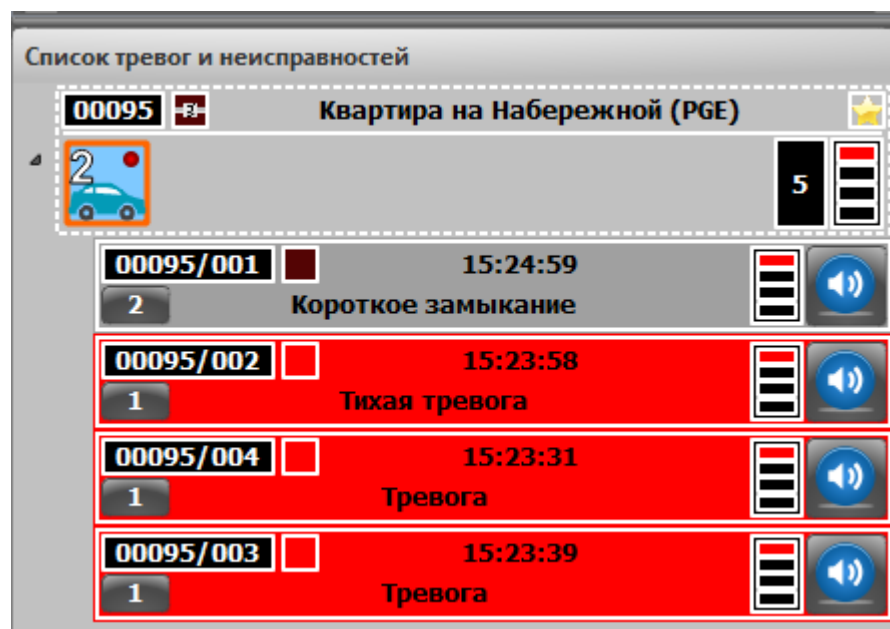 Список тревог и неисправностей
00095 Квартира на Набережной (PGE)
2 5
00095/001 15:24:59
2 Короткое замыкание
00095/002 15:23:58
1 Тихая тревога
00095/004 15:23:31
1 Тревога
00095/003 15:23:39
1 Тревога